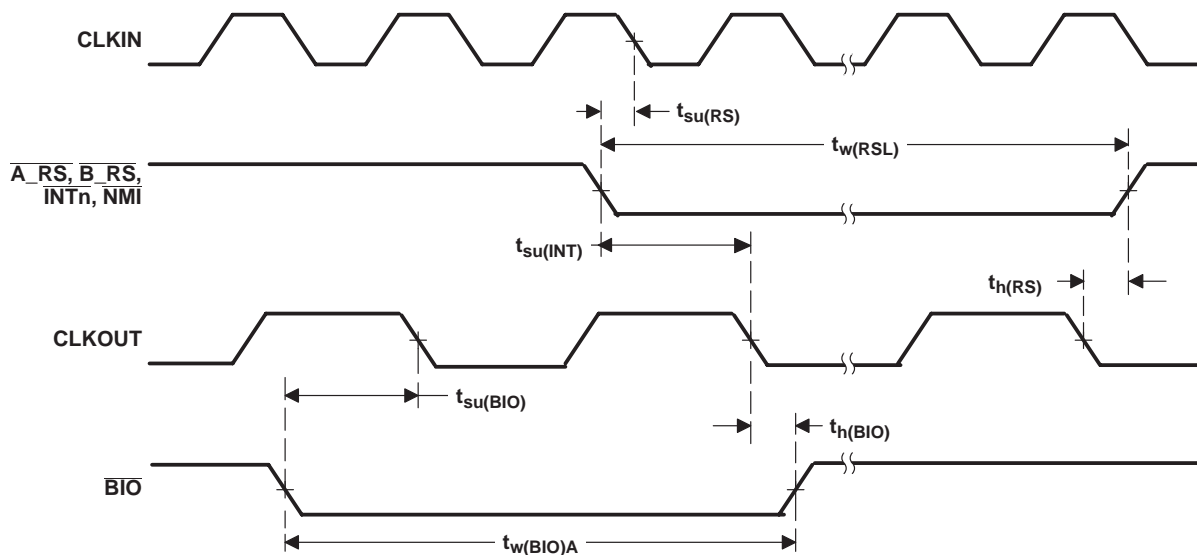 CLKIN
tsu(RS)
tw(RSL)
A_RS, B_RS,
INTn, NMI
tsu(INT)
th(RS)
CLKOUT
tsu(BIO)
th(BIO)
BIO
tw(BIO)A